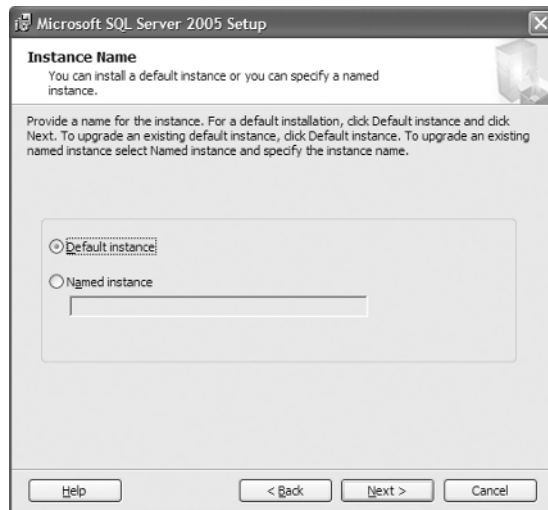 Microsoft SQL Server 2005 Setup
Instance Name
You can install a default instance or you can specify a named
instance.
Provide a name for the instance. For a default installation, click Default instance and click
Next. To upgrade an existing default instance, click Default instance. To upgrade an existing
named instance select Named instance and specify the instance name.
Default instance
Named instance
Help
< Back
Next >
Cancel